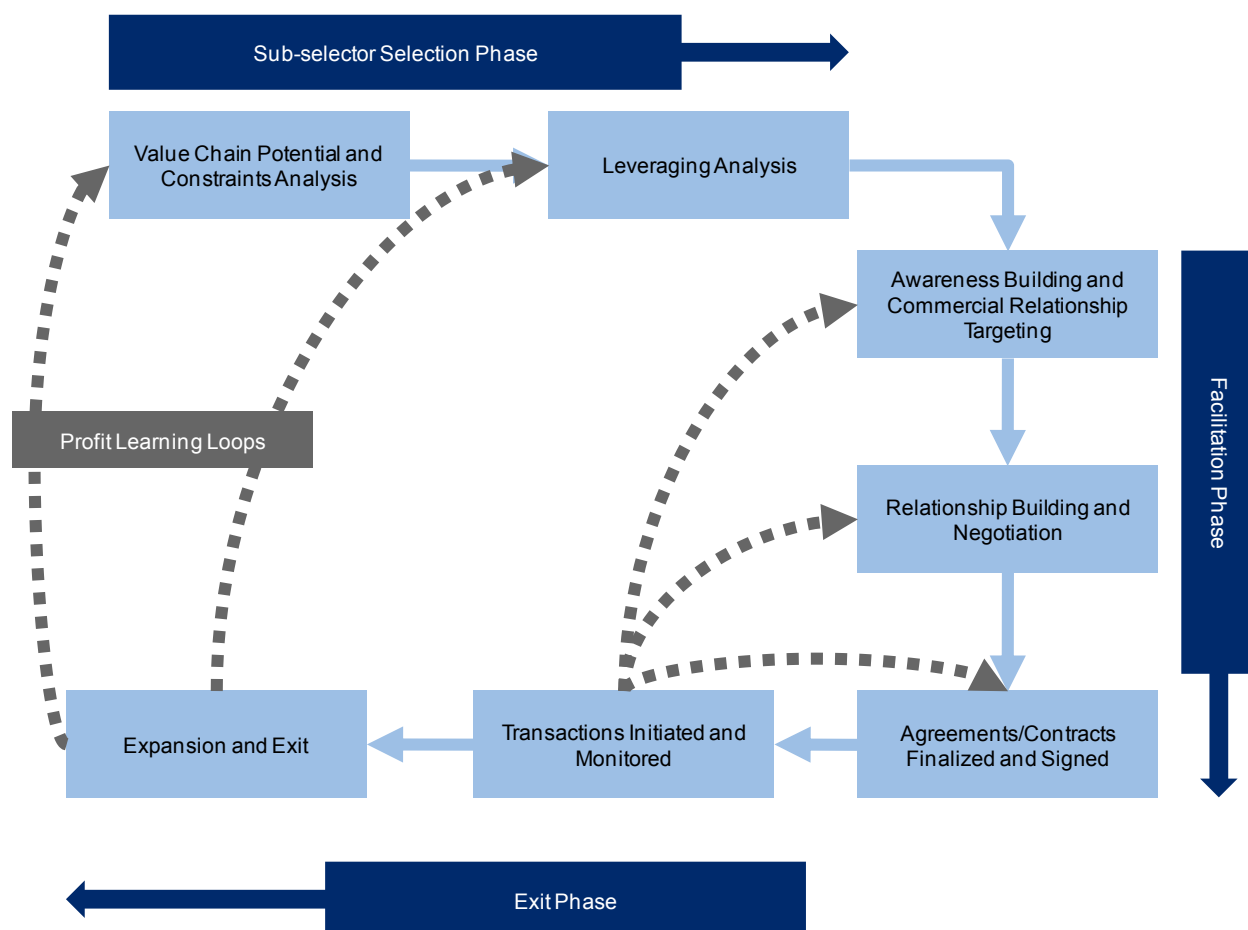 Sub-selector Selection Phase
Value Chain Potential and
Constraints Analysis
Leveraging Analysis
Awareness Building and
Commercial Relationship
Targeting
Facilitation Phase
Profit Learning Loops
Relationship Building and
Negotiation
Expansion and Exit
Transactions Initiated and
Monitored
Agreements/Contracts
Finalized and Signed
Exit Phase